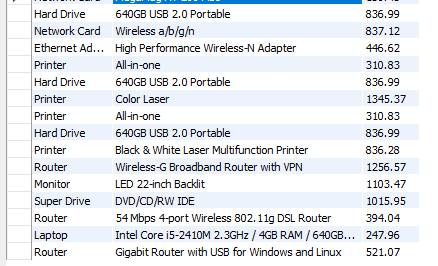 Hard Drive 640GB USB 2.0 Portable 836.99
Network Card Wireless a/b/g/n 837.12
Ethernet Ad... High Performance Wireless-N Adapter 446.62
Printer All-in-one 310.83
Hard Drive 640GB USB 2.0 Portable 836.99
Printer Color Laser 1345.37
Printer All-in-one 310.83
Hard Drive 640GB USB 2.0 Portable 836.99
Printer Black & White Laser Multifunction Printer 836.28
Router Wireless-G Broadband Router with VPN 1256.57
Monitor LED 22-inch Backlit 1103.47
Super Drive DVD/CD/RW IDE 1015.95
Router 54 Mbps 4-port Wireless 802.11g DSL Router 394.04
Laptop Intel Core i5-2410M 2.3GHz / 4GB RAM / 640GB... 247.96
Router Gigabit Router with USB for Windows and Linux 521.07